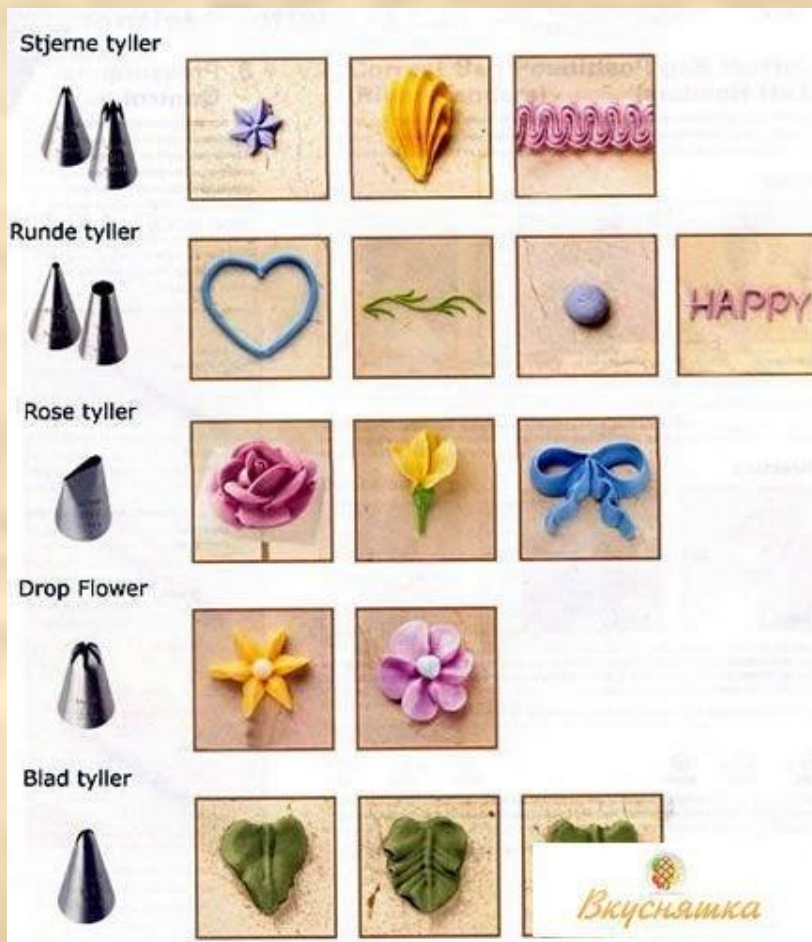 Stjerne tyller
Runde tyller
HAPPY
Rose tyller
Drop Flower
Blad tyller
Вкусняшка